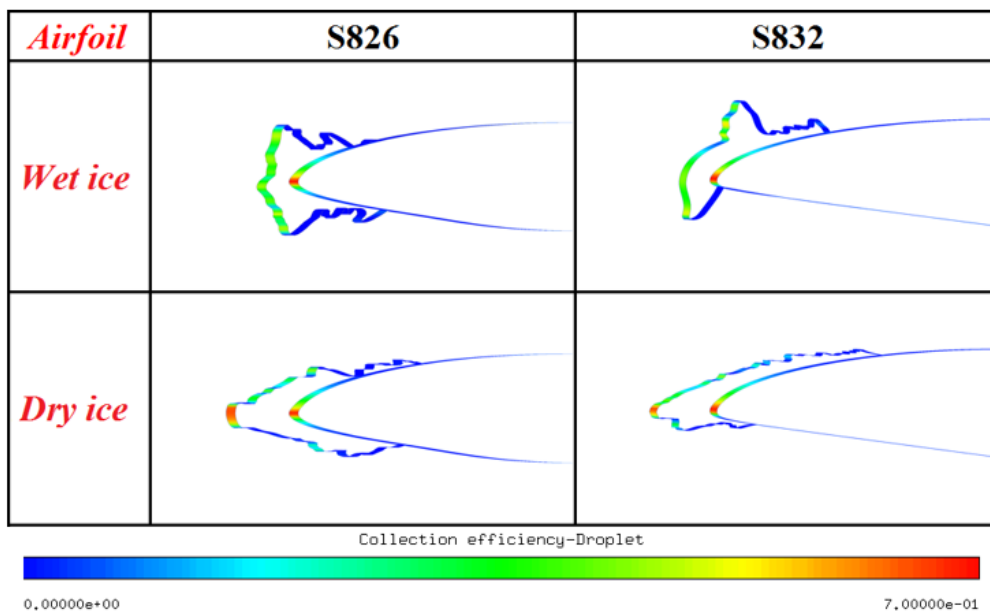 Airfoil S826 S832
Wet ice
Dry ice
Collection efficiency-Droplet
0.00000e+00 7.00000e-01